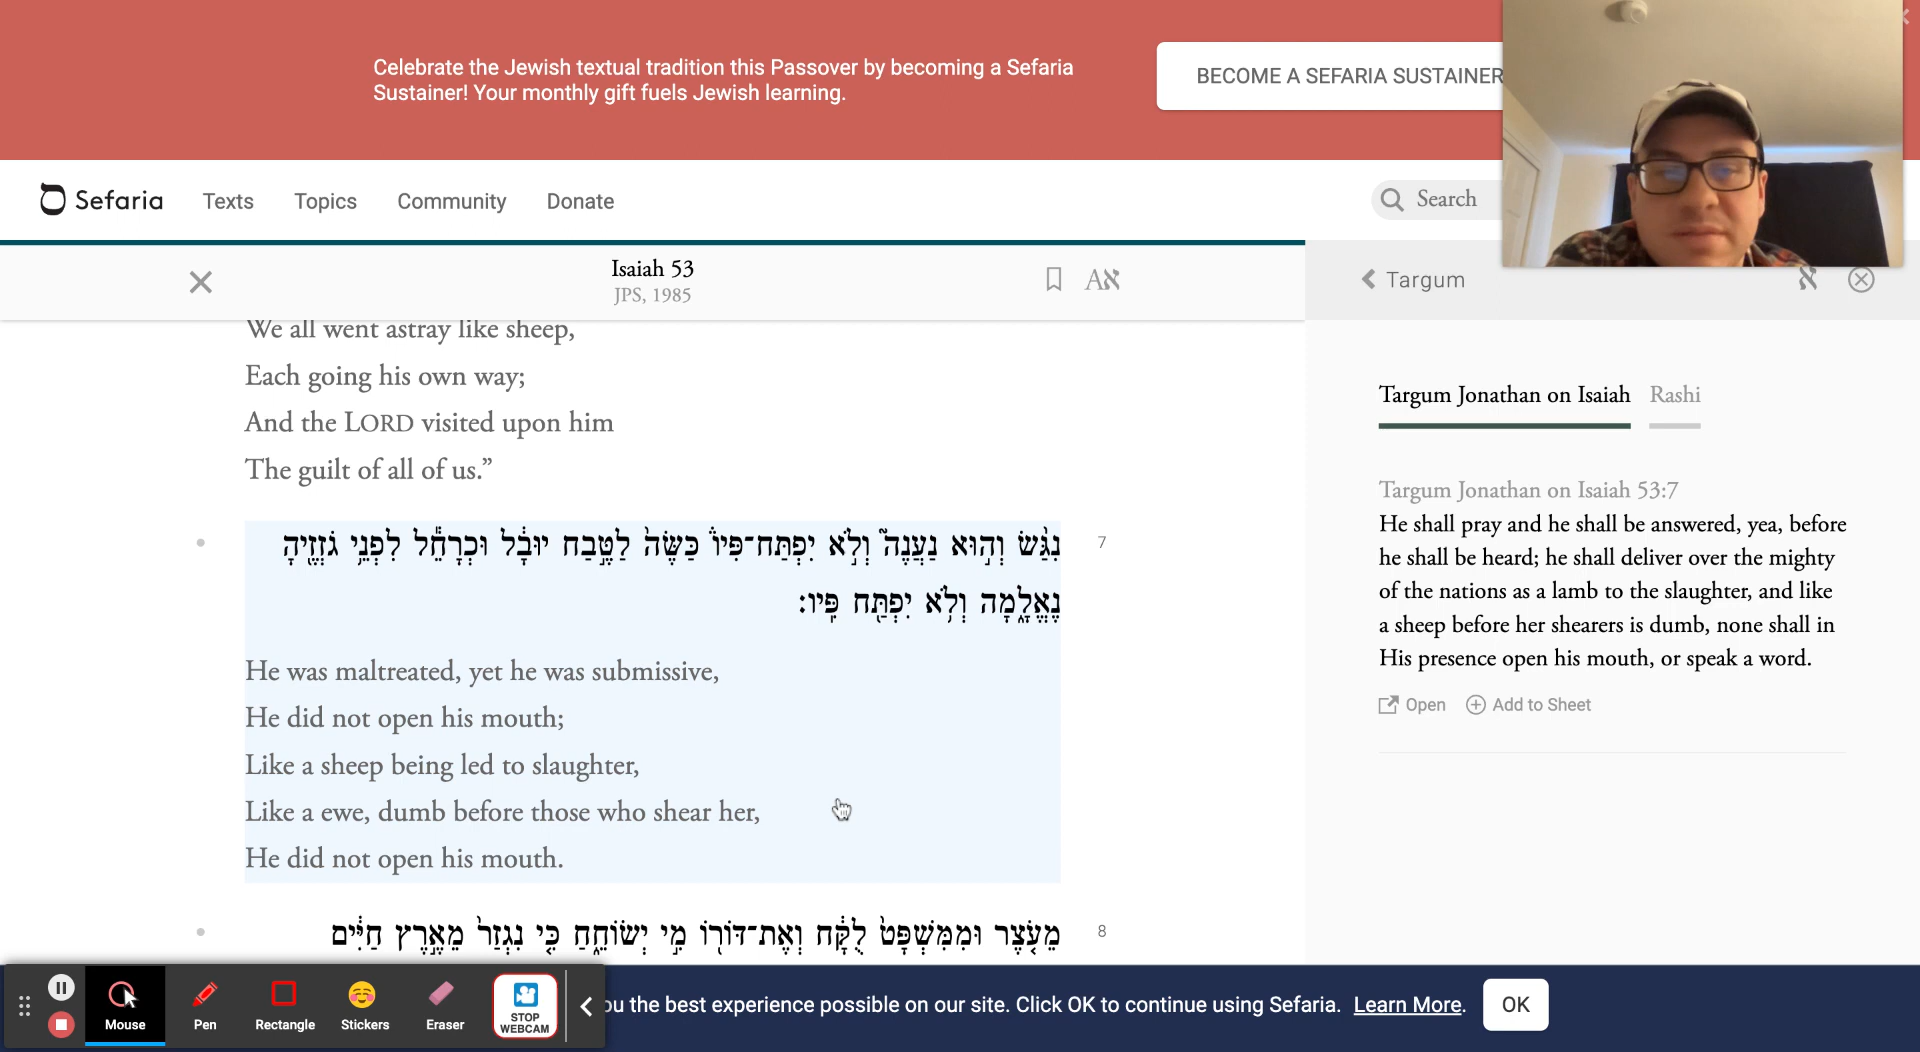 Celebrate the Jewish textual tradition this Passover by becoming a Sefaria
Sustainer! Your monthly gift fuels Jewish learning.
BECOME A SEFARIA SUSTAINER
Sefaria
Texts
Topics
Community
Donate
Search
Isaiah 53
JPS, 1985
Aא
Targum
א
We all went astray like sheep,
Each going his own way;
And the LORD visited upon him
The guilt of all of us.”
נִגַּ֨שׂ וְה֣וּא נַעֲנֶה֮ וְלֹ֣א יִפְתַּח־פִּיו֒ כַּשֶּׂה֙ לַטֶּ֣בַח יוּבָ֔ל וּכְרָחֵ֕ל לִפְנֵ֥י גֹזְזֶ֖יהָ
נֶאֱלָ֑מָה וְלֹ֥א יִפְתַּ֖ח פִּֽיו׃
7
He was maltreated, yet he was submissive,
He did not open his mouth;
Like a sheep being led to slaughter,
Like a ewe, dumb before those who shear her,
He did not open his mouth.
מֵעֹ֤צֶר וּמִמִּשְׁפָּט֙ לֻקָּ֔ח וְאֶת־דּוֹר֖וֹ מִ֣י יְשׂוֹחֵ֑חַ כִּ֤י נִגְזַר֙ מֵאֶ֣רֶץ חַיִּ֔ים
8
Targum Jonathan on Isaiah
Rashi
Targum Jonathan on Isaiah 53:7
He shall pray and he shall be answered, yea, before
he shall be heard; he shall deliver over the mighty
of the nations as a lamb to the slaughter, and like
a sheep before her shearers is dumb, none shall in
His presence open his mouth, or speak a word.
Open
Add to Sheet
Mouse
Pen
Rectangle
Stickers
Eraser
STOP
WEBCAM
the best experience possible on our site. Click OK to continue using Sefaria. Learn More.
OK